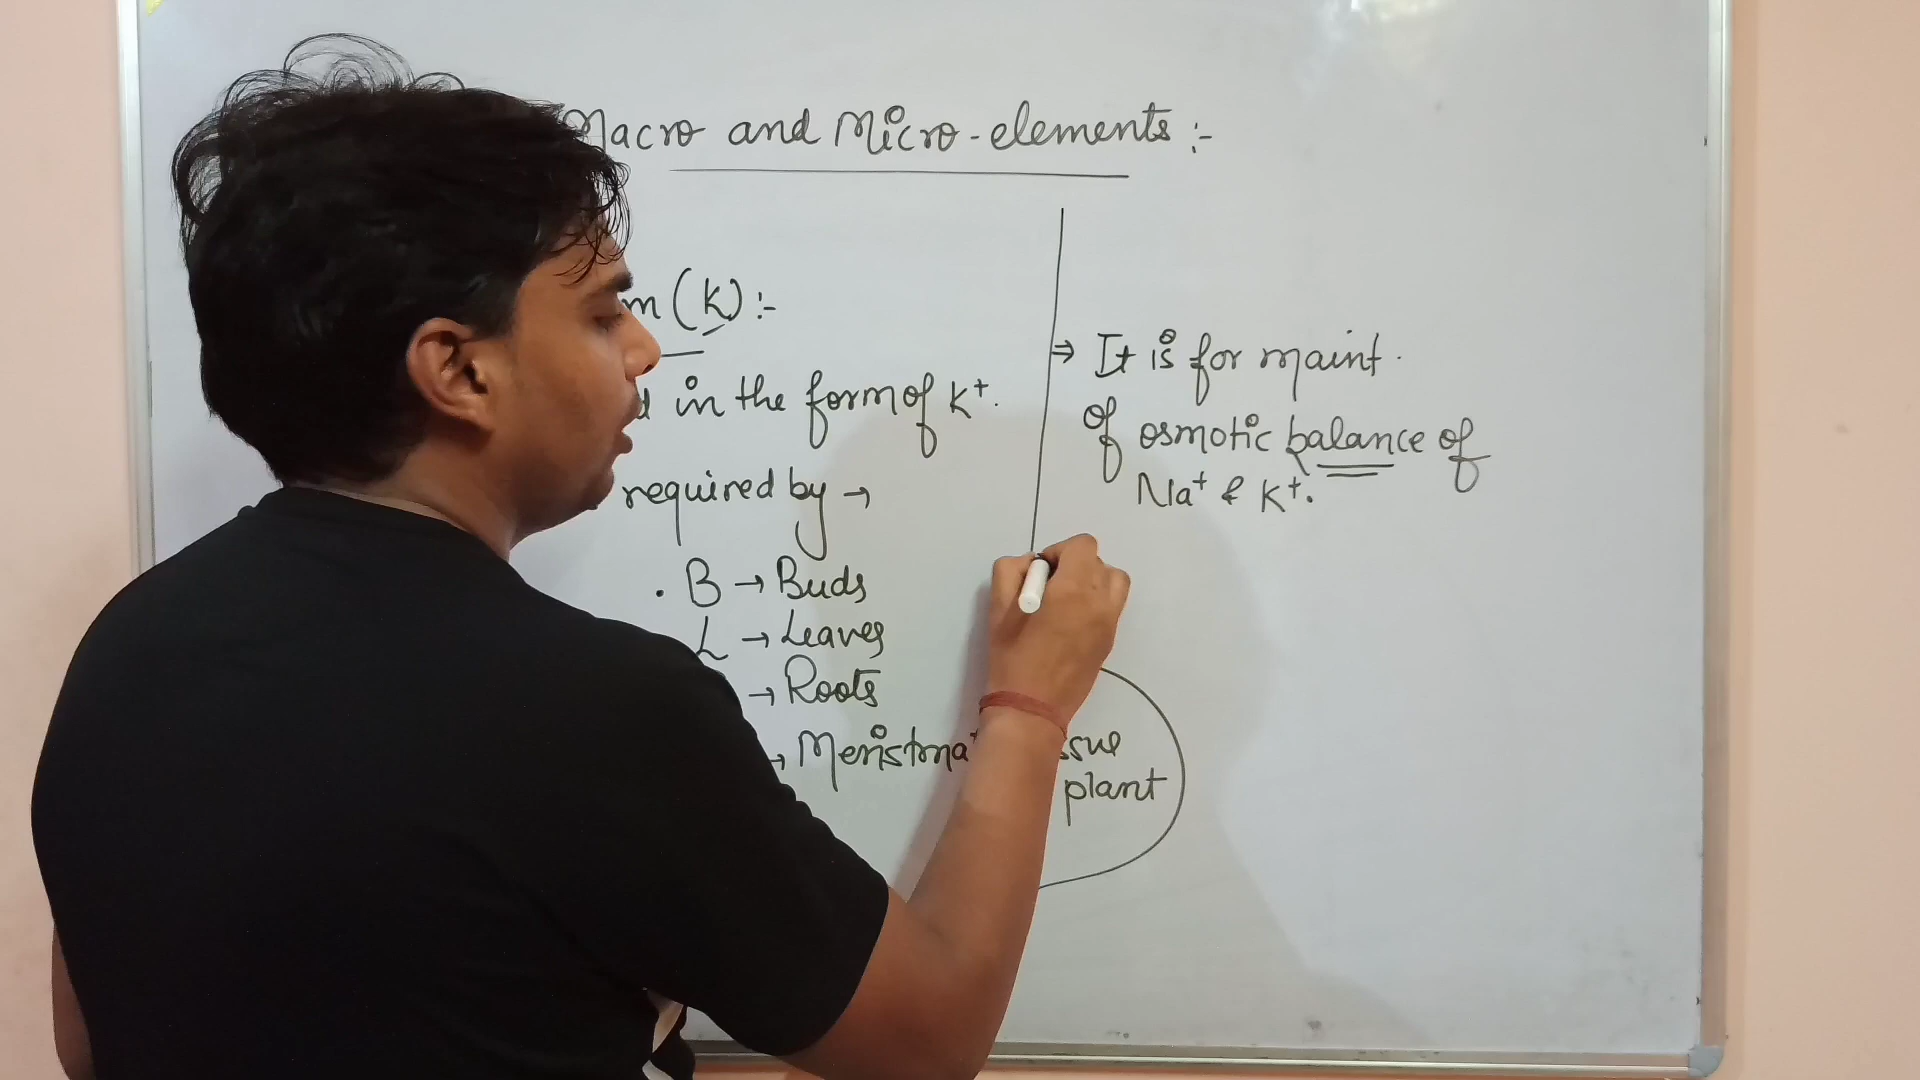 Macro and Micro-elements :-
m (K) :-
in the form of K⁺.
required by →
. B → Buds
L → Leaves
→ Roots
→ Meristma
ssue
plant
⇒ It is for maint.
of osmotic balance of
Na⁺ & K⁺.